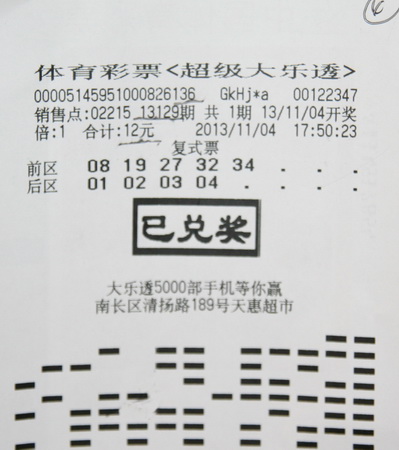 体育彩票<超级大乐透>
00005145951000826136 GkHj*a 00122347
销售点:02215 13129期 共 1期 13/11/04开奖
倍:1 合计:12元 2013/11/04 17:50:23
复式票
前区 08 19 27 32 34 . . .
后区 01 02 03 04 . . . .
已兑奖
大乐透5000部手机等你赢
南长区清扬路189号天惠超市